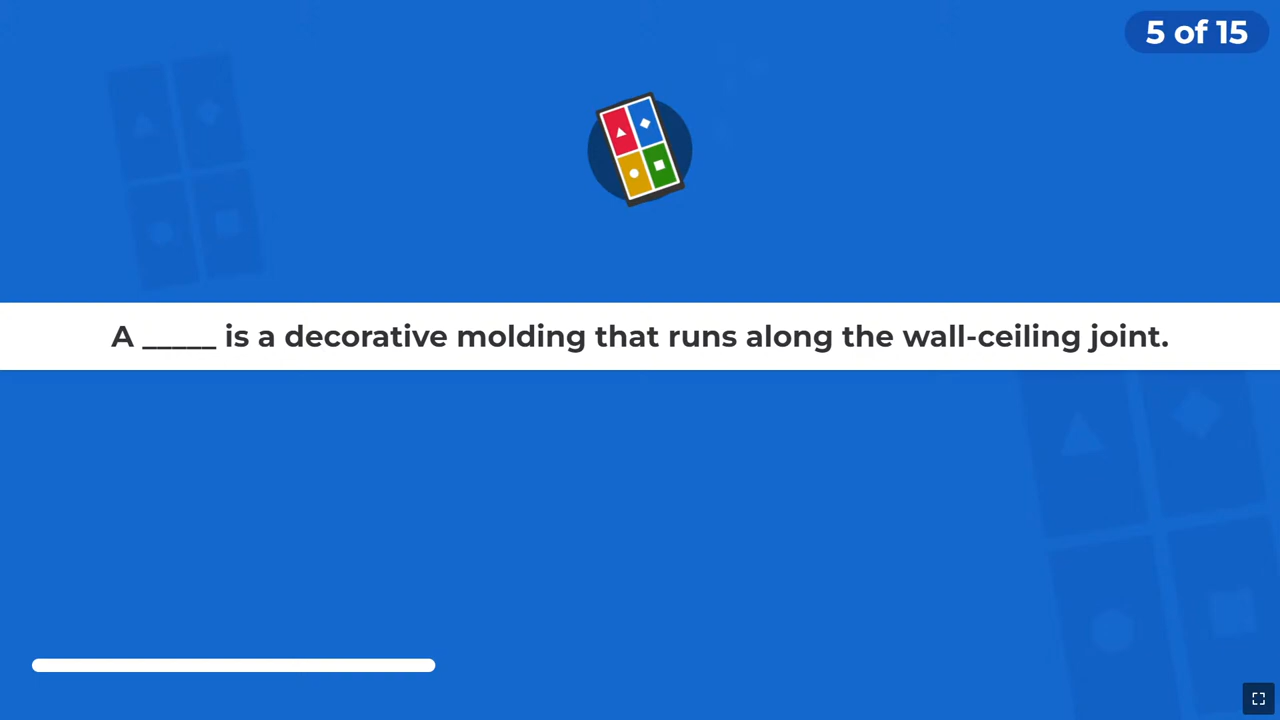 5 of 15
A _____ is a decorative molding that runs along the wall-ceiling joint.